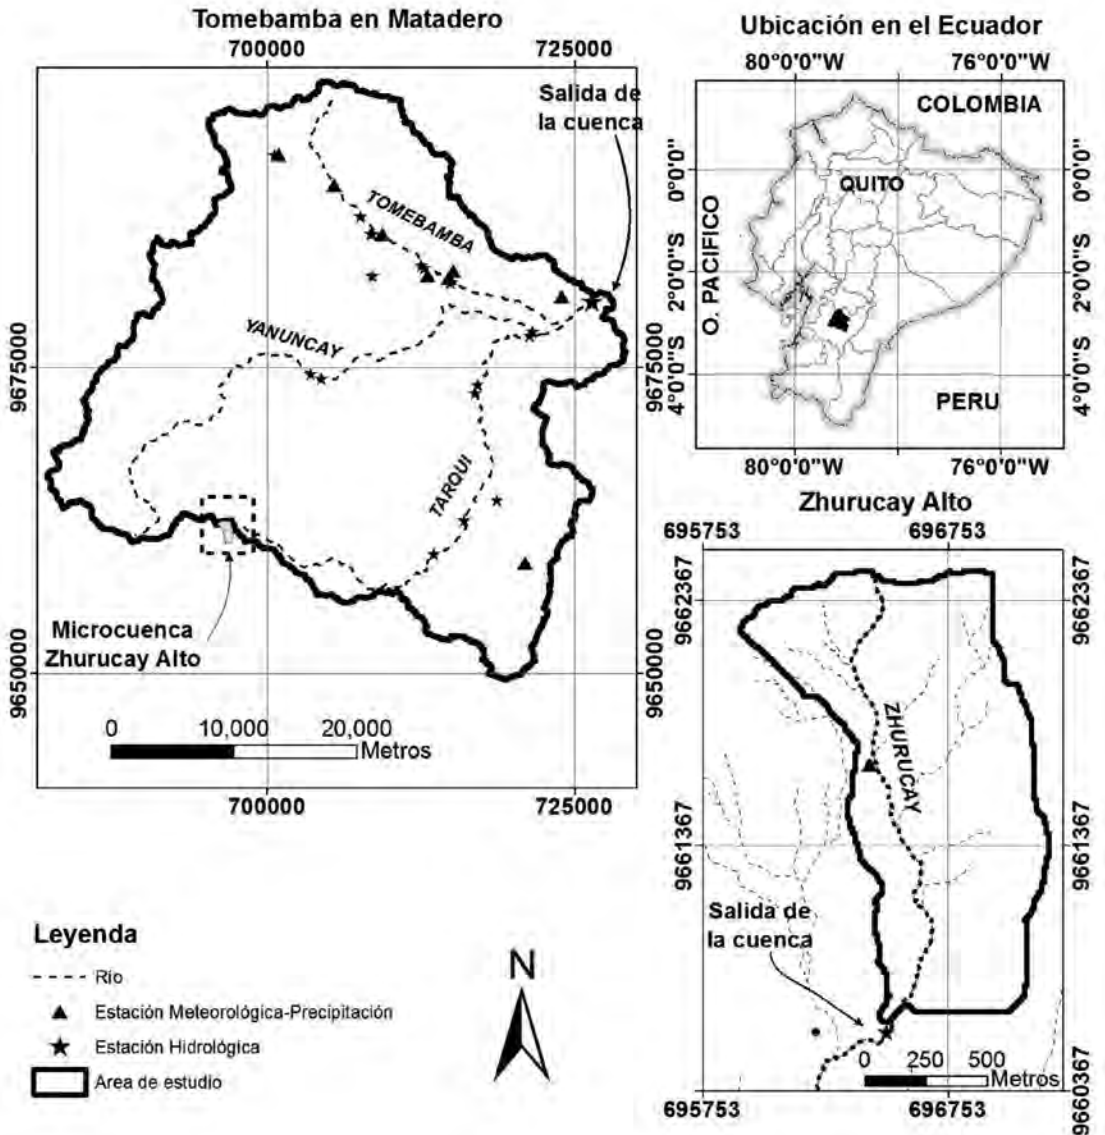 Tomebamba en Matadero
700000
725000
Salida de
la cuenca
TOMEBAMBA
YANUNCAY
TARQUI
9675000
9675000
9650000
9650000
Microcuenca
Zhurucay Alto
0
10,000
20,000
Metros
700000
725000
Ubicación en el Ecuador
80°0'0"W
76°0'0"W
COLOMBIA
QUITO
O. PACIFICO
PERU
0°0'0"
0°0'0"
2°0'0"S
2°0'0"S
4°0'0"S
4°0'0"S
80°0'0"W
76°0'0"W
Zhurucay Alto
695753
696753
9662367
9662367
ZHURUCAY
9661367
9661367
Salida de
la cuenca
0
250
500
Metros
9660367
695753
696753
Leyenda
Río
Estación Meteorológica-Precipitación
Estación Hidrológica
Area de estudio
N